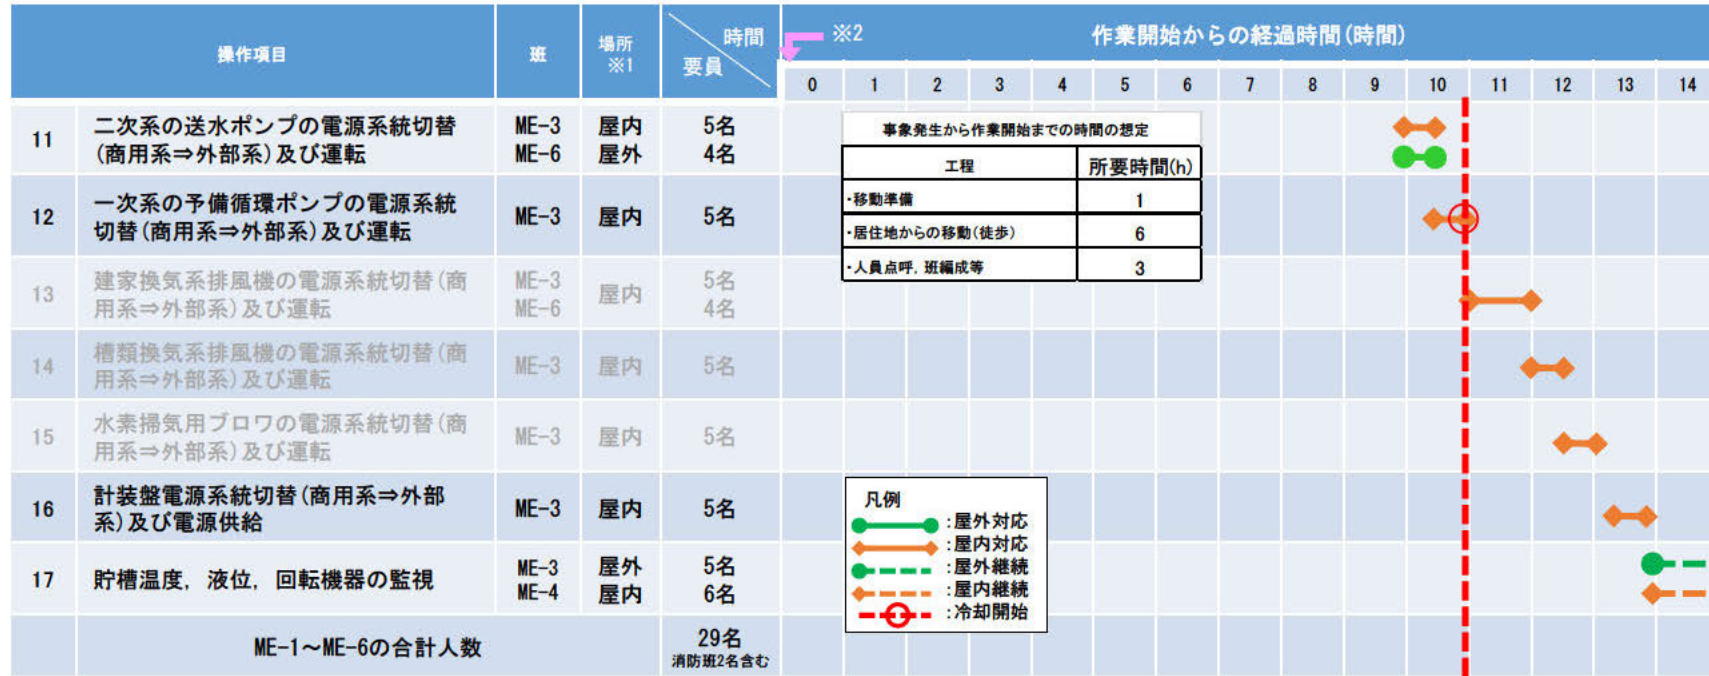 操作項目
班
場所
※1
時間
要員
※2
作業開始からの経過時間(時間)
0 1 2 3 4 5 6 7 8 9 10 11 12 13 14
11
二次系の送水ポンプの電源系統切替
(商用系⇒外部系)及び運転
ME-3
ME-6
屋内
屋外
5名
4名
12
一次系の予備循環ポンプの電源系統
切替(商用系⇒外部系)及び運転
ME-3
屋内
5名
13
建家換気系排風機の電源系統切替(商
用系⇒外部系)及び運転
ME-3
ME-6
屋内
5名
4名
14
槽類換気系排風機の電源系統切替(商
用系⇒外部系)及び運転
ME-3
屋内
5名
15
水素掃気用ブロワの電源系統切替(商
用系⇒外部系)及び運転
ME-3
屋内
5名
16
計装盤電源系統切替(商用系⇒外部
系)及び電源供給
ME-3
屋内
5名
17
貯槽温度, 液位, 回転機器の監視
ME-3
ME-4
屋外
屋内
5名
6名
ME-1～ME-6の合計人数
29名
消防班2名含む
事象発生から作業開始までの時間の想定
工程
所要時間(h)
・移動準備
1
・居住地からの移動(徒歩)
6
・人員点呼, 班編成等
3
凡例
:屋外対応
:屋内対応
:屋外継続
:屋内継続
:冷却開始